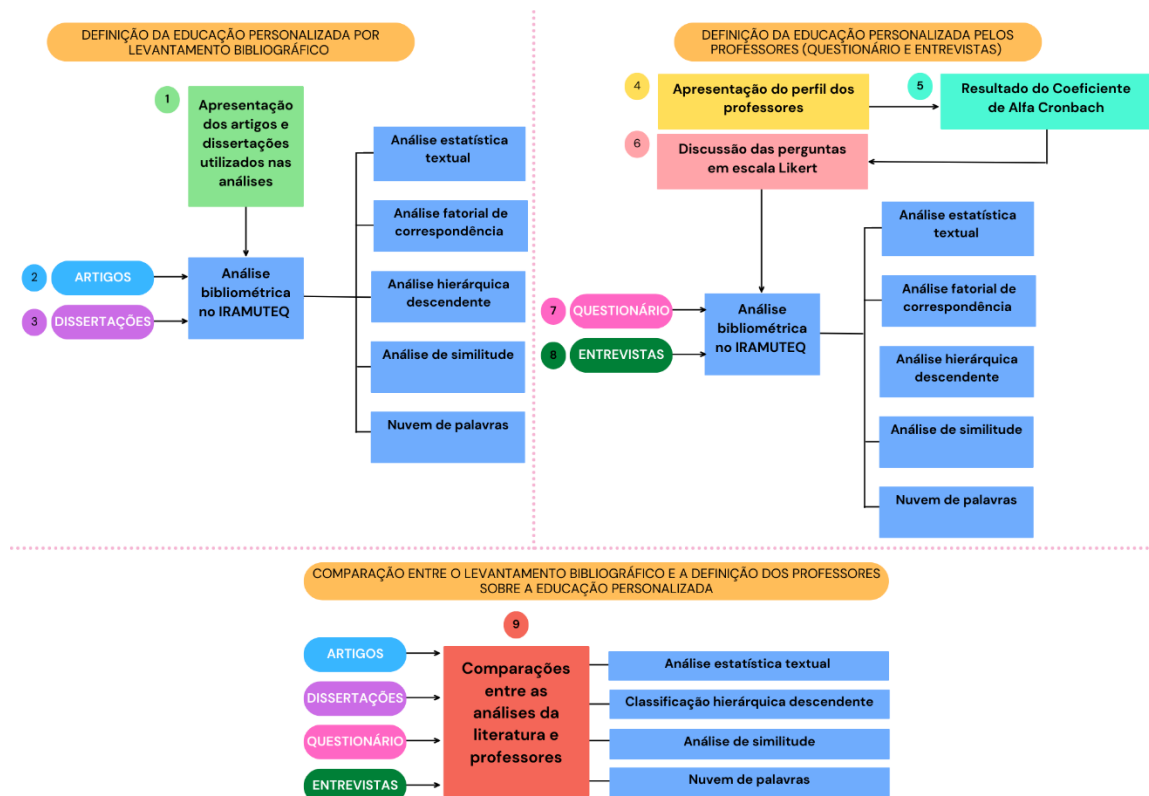 DEFINIÇÃO DA EDUCAÇÃO PERSONALIZADA POR
LEVANTAMENTO BIBLIOGRÁFICO
1
Apresentação
dos artigos e
dissertações
utilizados nas
análises
2
ARTIGOS
3
DISSERTAÇÕES
Análise
bibliométrica
no IRAMUTEQ
Análise estatística
textual
Análise fatorial de
correspondência
Análise hierárquica
descendente
Análise de similitude
Nuvem de palavras
DEFINIÇÃO DA EDUCAÇÃO PERSONALIZADA PELOS
PROFESSORES (QUESTIONÁRIO E ENTREVISTAS)
4
Apresentação do perfil dos
professores
5
Resultado do Coeficiente
de Alfa Cronbach
6
Discussão das perguntas
em escala Likert
7
QUESTIONÁRIO
8
ENTREVISTAS
Análise
bibliométrica
no IRAMUTEQ
Análise estatística
textual
Análise fatorial de
correspondência
Análise hierárquica
descendente
Análise de similitude
Nuvem de palavras
COMPARAÇÃO ENTRE O LEVANTAMENTO BIBLIOGRÁFICO E A DEFINIÇÃO DOS PROFESSORES
SOBRE A EDUCAÇÃO PERSONALIZADA
9
ARTIGOS
DISSERTAÇÕES
QUESTIONÁRIO
ENTREVISTAS
Comparações
entre as
análises da
literatura e
professores
Análise estatística textual
Classificação hierárquica descendente
Análise de similitude
Nuvem de palavras